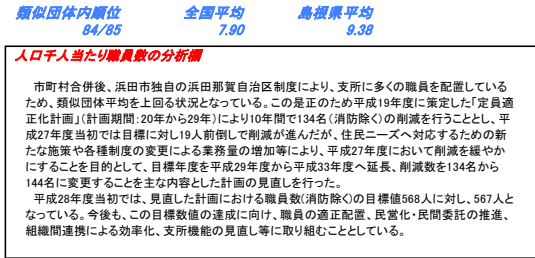 類似団体内順位 全国平均 島根県平均
84/85 7.90 9.38
人口千人当たり職員数の分析欄
市町村合併後、浜田市独自の浜田那賀自治区制度により、支所に多くの職員を配置している
ため、類似団体平均を上回る状況となっている。この是正のため平成19年度に策定した「定員適
正化計画」(計画期間:20年から29年)により10年間で134名(消防除く)の削減を行うこととし、平
成27年度当初では目標に対し19人前倒しで削減が進んだが、住民ニーズへ対応するための新
たな施策や各種制度の変更による業務量の増加等により、平成27年度において削減を緩やか
にすることを目的として、目標年度を平成29年度から平成33年度へ延長、削減数を134名から
144名に変更することを主な内容とした計画の見直しを行った。
平成28年度当初では、見直した計画における職員数(消防除く)の目標値568人に対し、567人と
なっている。今後も、この目標数値の達成に向け、職員の適正配置、民営化・民間委託の推進、
組織間連携による効率化、支所機能の見直し等に取り組むこととしている。